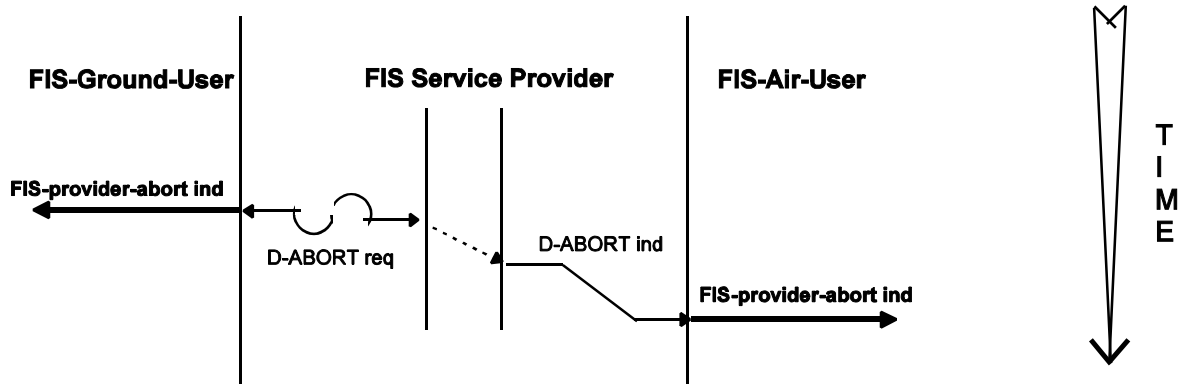 FIS-Ground-User
FIS Service Provider
FIS-Air-User
FIS-provider-abort ind
D-ABORT req
D-ABORT ind
FIS-provider-abort ind
T
I
M
E